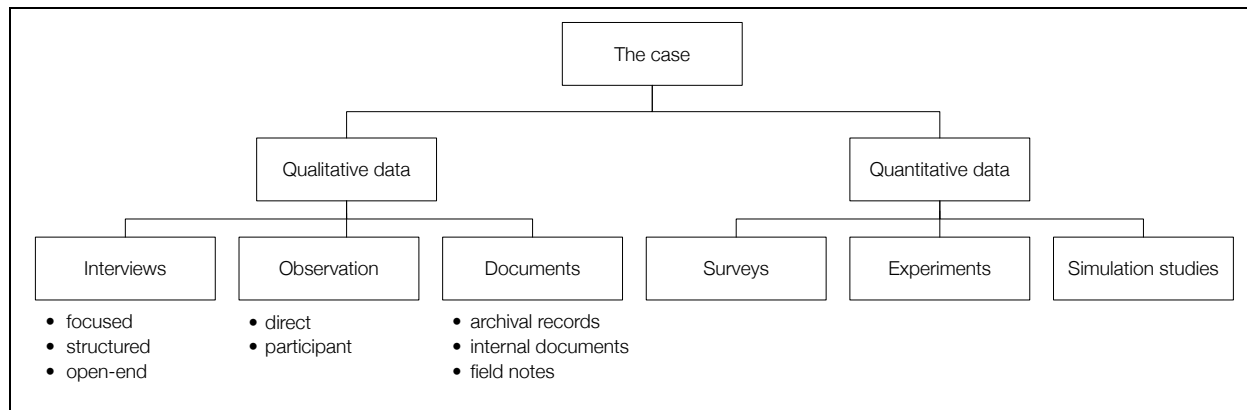 The case
Qualitative data
Quantitative data
Interviews
Observation
Documents
Surveys
Experiments
Simulation studies
• focused
• structured
• open-end
• direct
• participant
• archival records
• internal documents
• field notes